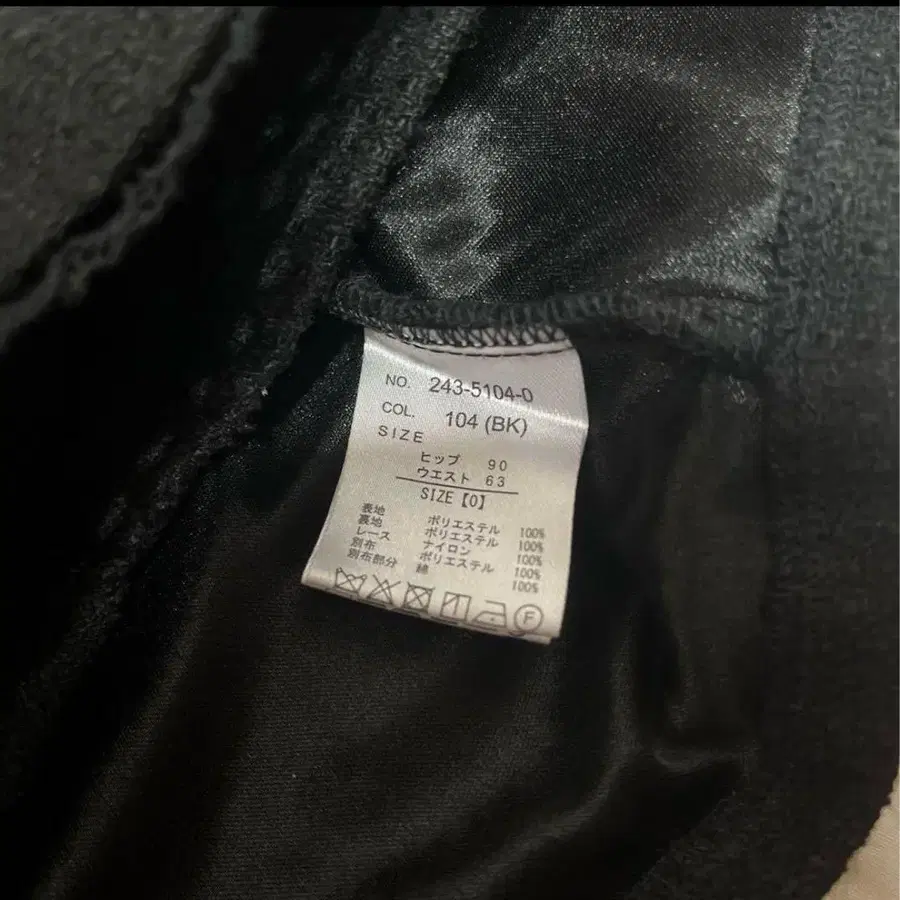 NO. 243-5104-0
COL. 104 (BK)
SIZE
ヒップ 90
ウエスト 63
SIZE【0】
表地 ポリエステル 100%
裏地 ポリエステル 100%
レース ナイロン 100%
別布 ポリエステル 100%
別布部分 綿 100%
F